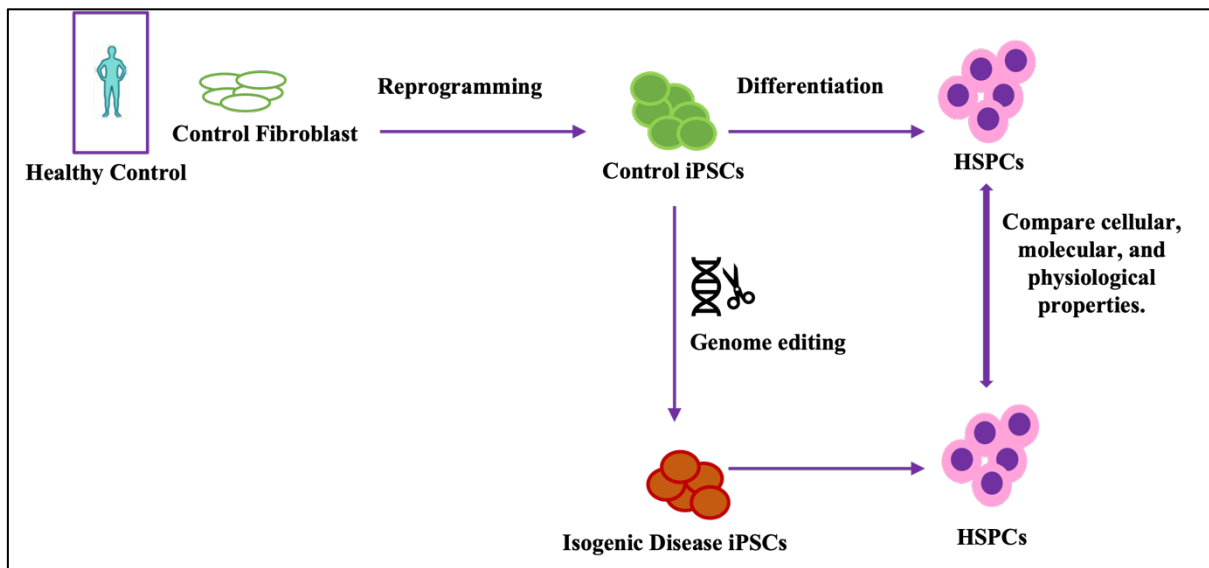 Healthy Control
Control Fibroblast
Reprogramming
Control iPSCs
Differentiation
HSPCs
Compare cellular,
molecular, and
physiological
properties.
Genome editing
Isogenic Disease iPSCs
HSPCs